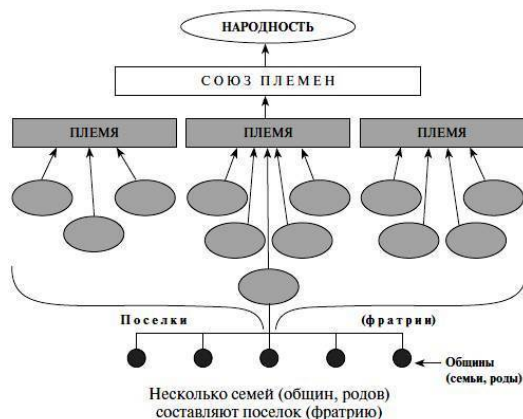 НАРОДНОСТЬ
СОЮЗ ПЛЕМЕН
ПЛЕМЯ
ПЛЕМЯ
ПЛЕМЯ
Поселки (фратрии)
Общины
(семьи, роды)
Несколько семей (общин, родов)
составляют поселок (фратрию)